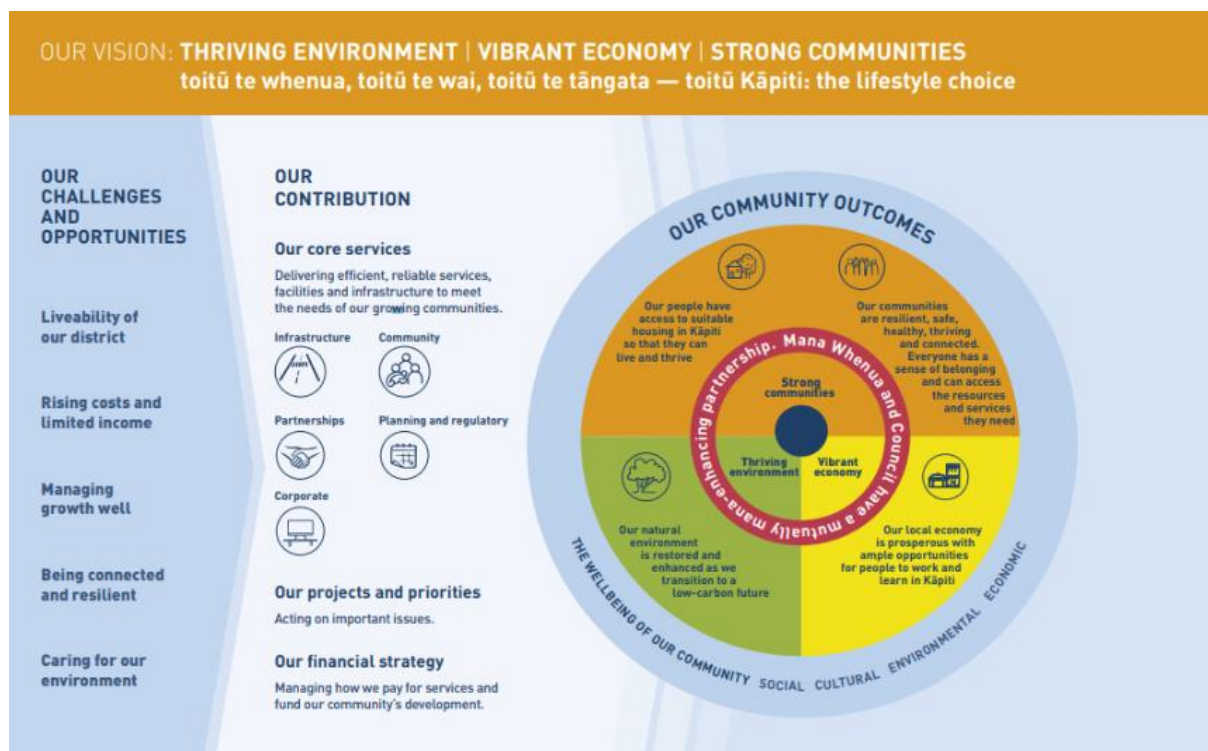 OUR VISION: THRIVING ENVIRONMENT | VIBRANT ECONOMY | STRONG COMMUNITIES
toitū te whenua, toitū te wai, toitū te tāngata — toitū Kāpiti: the lifestyle choice
OUR
CHALLENGES
AND
OPPORTUNITIES
Liveability of
our district
Rising costs and
limited income
Managing
growth well
Being connected
and resilient
Caring for our
environment
OUR
CONTRIBUTION
Our core services
Delivering efficient, reliable services,
facilities and infrastructure to meet
the needs of our growing communities.
Infrastructure
Community
Partnerships
Planning and regulatory
Corporate
Our projects and priorities
Acting on important issues.
Our financial strategy
Managing how we pay for services and
fund our community's development.
OUR COMMUNITY OUTCOMES
Our people have
access to suitable
housing in Kāpiti
so that they can
live and thrive
Our communities
are resilient, safe,
healthy, thriving
and connected.
Everyone has a
sense of belonging
and can access
the resources
and services
they need
Mana Whenua and Council have a mutually mana-enhancing partnership.
Strong
communities
Thriving
environment
Vibrant
economy
Our natural
environment
is restored and
enhanced as we
transition to a
low-carbon future
Our local economy
is prosperous with
ample opportunities
for people to work and
learn in Kāpiti
THE WELLBEING OF OUR COMMUNITY SOCIAL CULTURAL ENVIRONMENTAL ECONOMIC